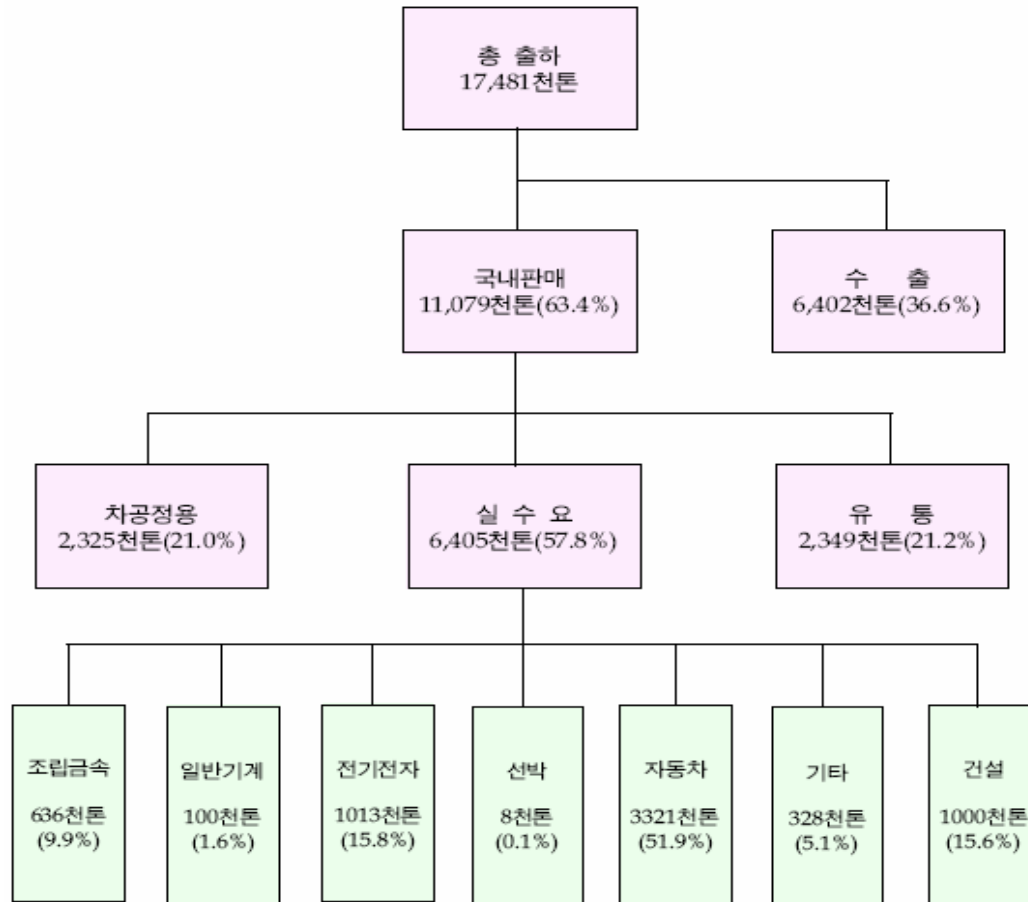 총 출하
17,481천톤
국내판매
11,079천톤(63.4%)
수 출
6,402천톤(36.6%)
차공정용
2,325천톤(21.0%)
실 수 요
6,405천톤(57.8%)
유 통
2,349천톤(21.2%)
조립금속
636천톤
(9.9%)
일반기계
100천톤
(1.6%)
전기전자
1013천톤
(15.8%)
선박
8천톤
(0.1%)
자동차
3321천톤
(51.9%)
기타
328천톤
(5.1%)
건설
1000천톤
(15.6%)